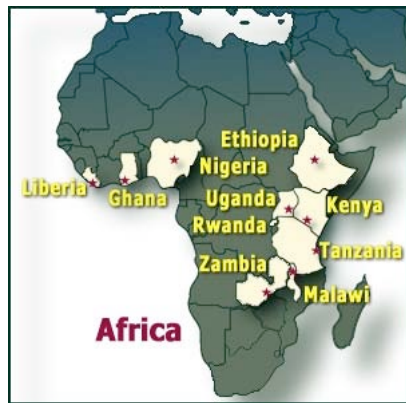 Ethiopia
Nigeria
Liberia
Ghana
Uganda
Kenya
Rwanda
Tanzania
Zambia
Malawi
Africa